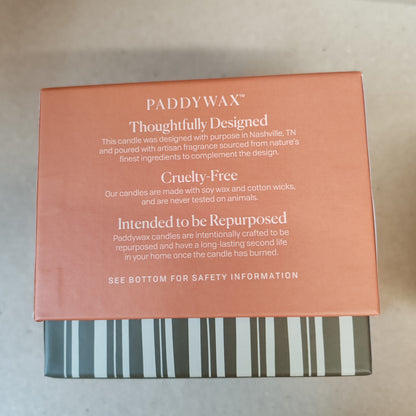 PADDYWAX™
Thoughtfully Designed
This candle was designed with purpose in Nashville, TN
and poured with artisan fragrance sourced from nature's
finest ingredients to complement the design.
Cruelty-Free
Our candles are made with soy wax and cotton wicks,
and are never tested on animals.
Intended to be Repurposed
Paddywax candles are intentionally crafted to be
repurposed and have a long-lasting second life
in your home once the candle has burned.
SEE BOTTOM FOR SAFETY INFORMATION